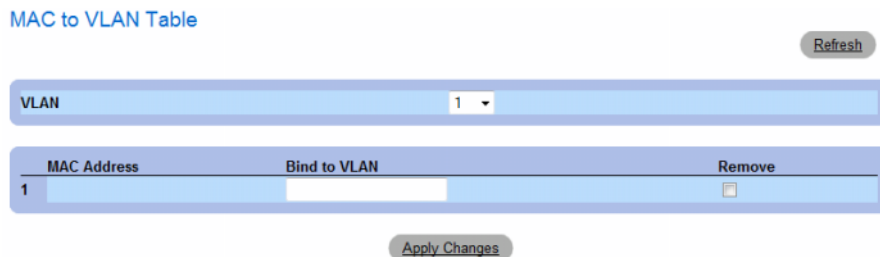 MAC to VLAN Table
Refresh
VLAN 1
MAC Address Bind to VLAN Remove
1
Apply Changes